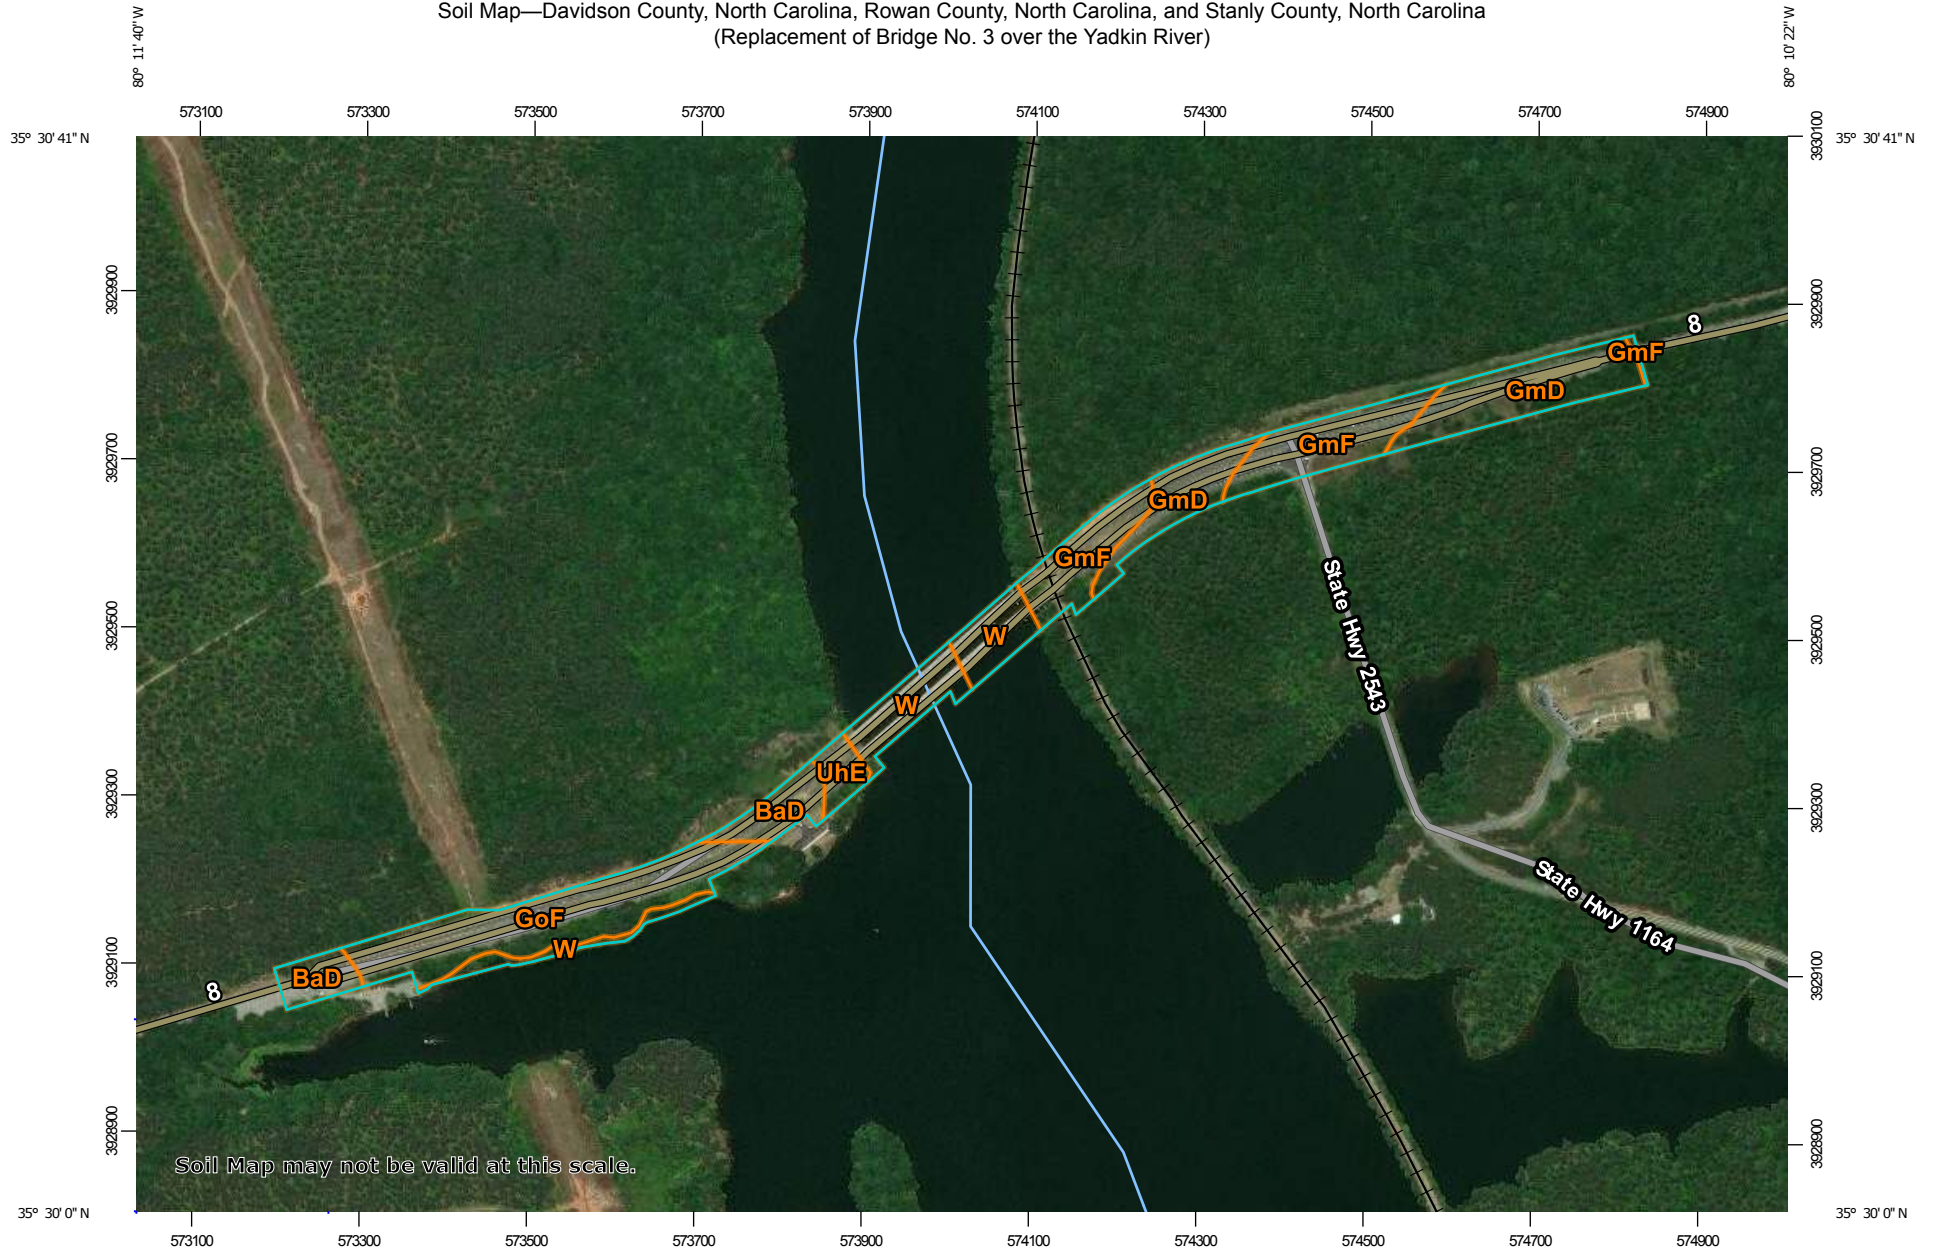 Soil Map—Davidson County, North Carolina, Rowan County, North Carolina, and Stanly County, North Carolina
(Replacement of Bridge No. 3 over the Yadkin River)
80° 11' 40'' W
80° 10' 22'' W
573100 573300 573500 573700 573900 574100 574300 574500 574700 574900
35° 30' 41'' N
35° 30' 41'' N
3930100
3929900
3929900
8
GmF
GmD
GmF
3929700
3929700
GmD
GmF
State Hwy 2543
3929500
3929500
W
W
UhE
BaD
3929300
3929300
State Hwy 1164
GoF
W
BaD
8
3929100
3929100
3928900
3928900
Soil Map may not be valid at this scale.
35° 30' 0'' N
35° 30' 0'' N
573100 573300 573500 573700 573900 574100 574300 574500 574700 574900